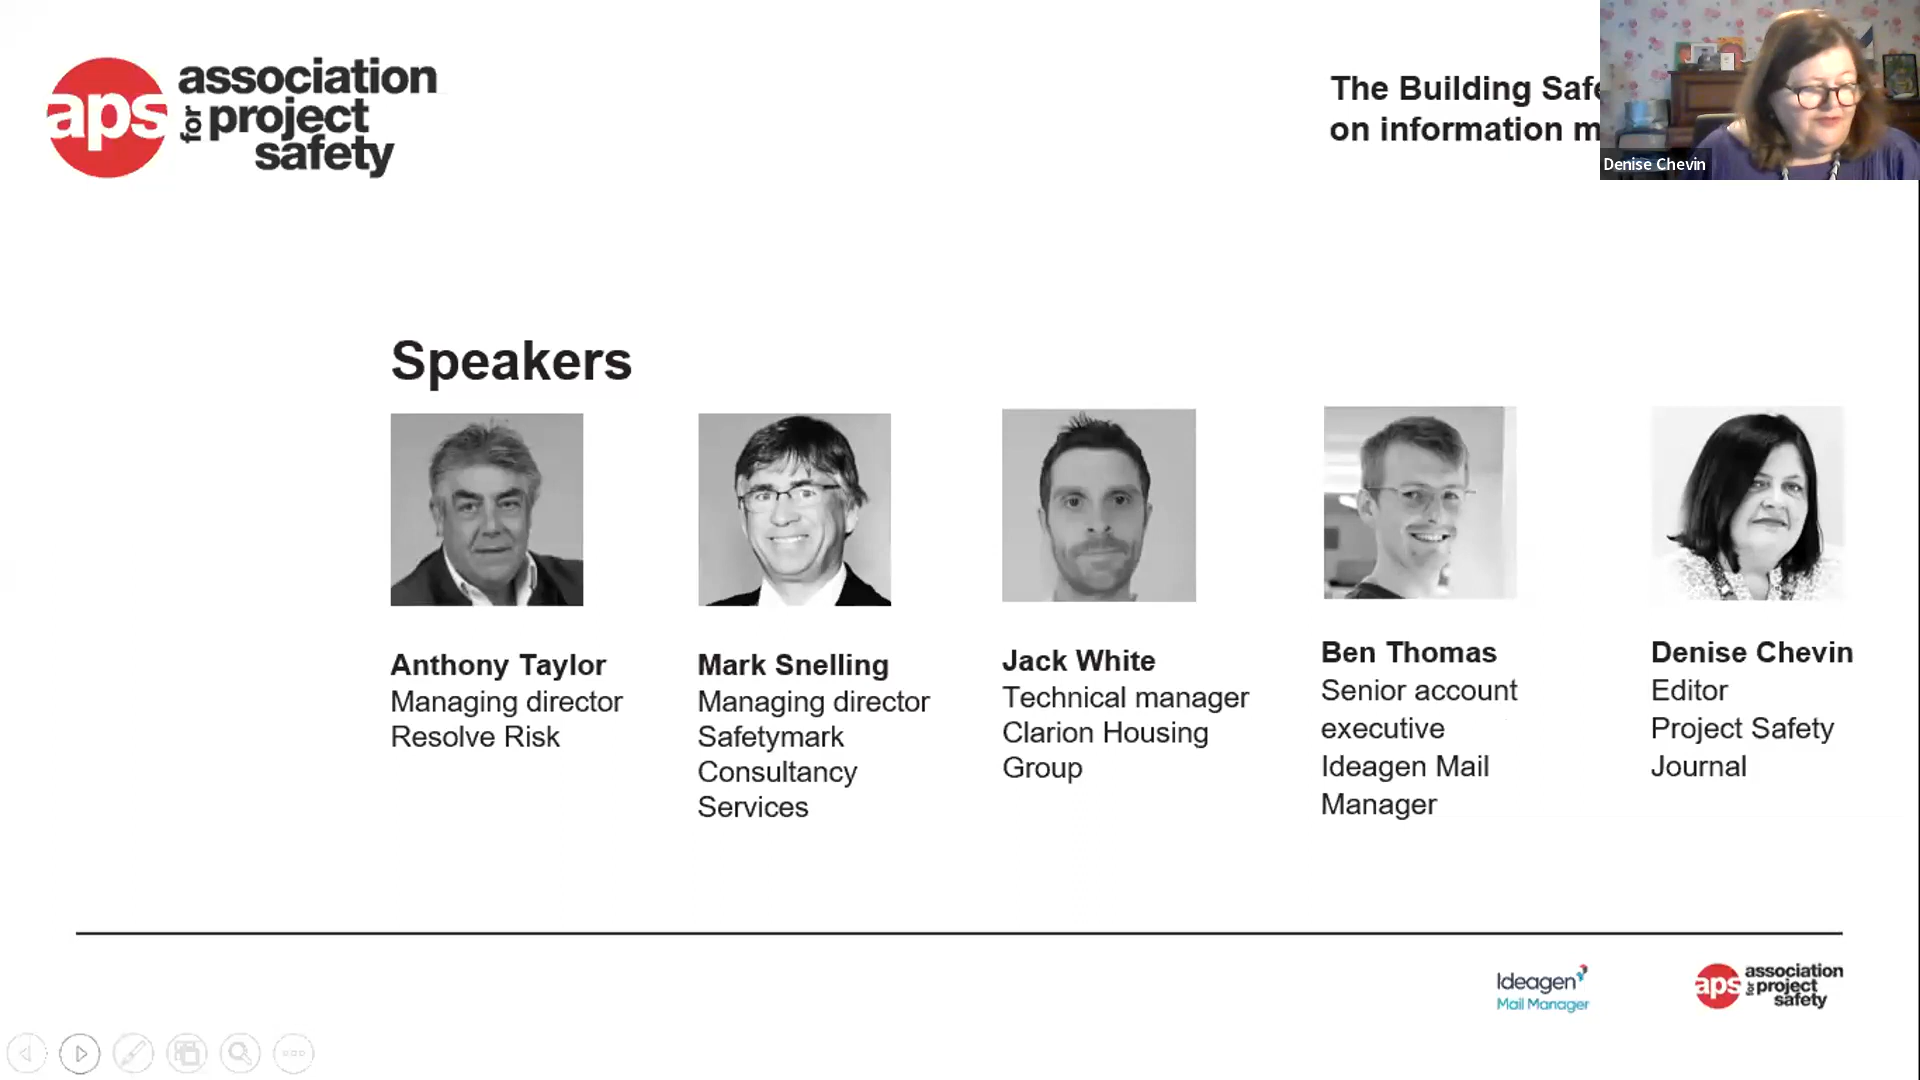 aps association
for project
safety
The Building Safe
on information m
Denise Chevin
Speakers
Anthony Taylor
Managing director
Resolve Risk
Mark Snelling
Managing director
Safetymark
Consultancy
Services
Jack White
Technical manager
Clarion Housing
Group
Ben Thomas
Senior account
executive
Ideagen Mail
Manager
Denise Chevin
Editor
Project Safety
Journal
Ideagen
Mail Manager
aps association
for project
safety